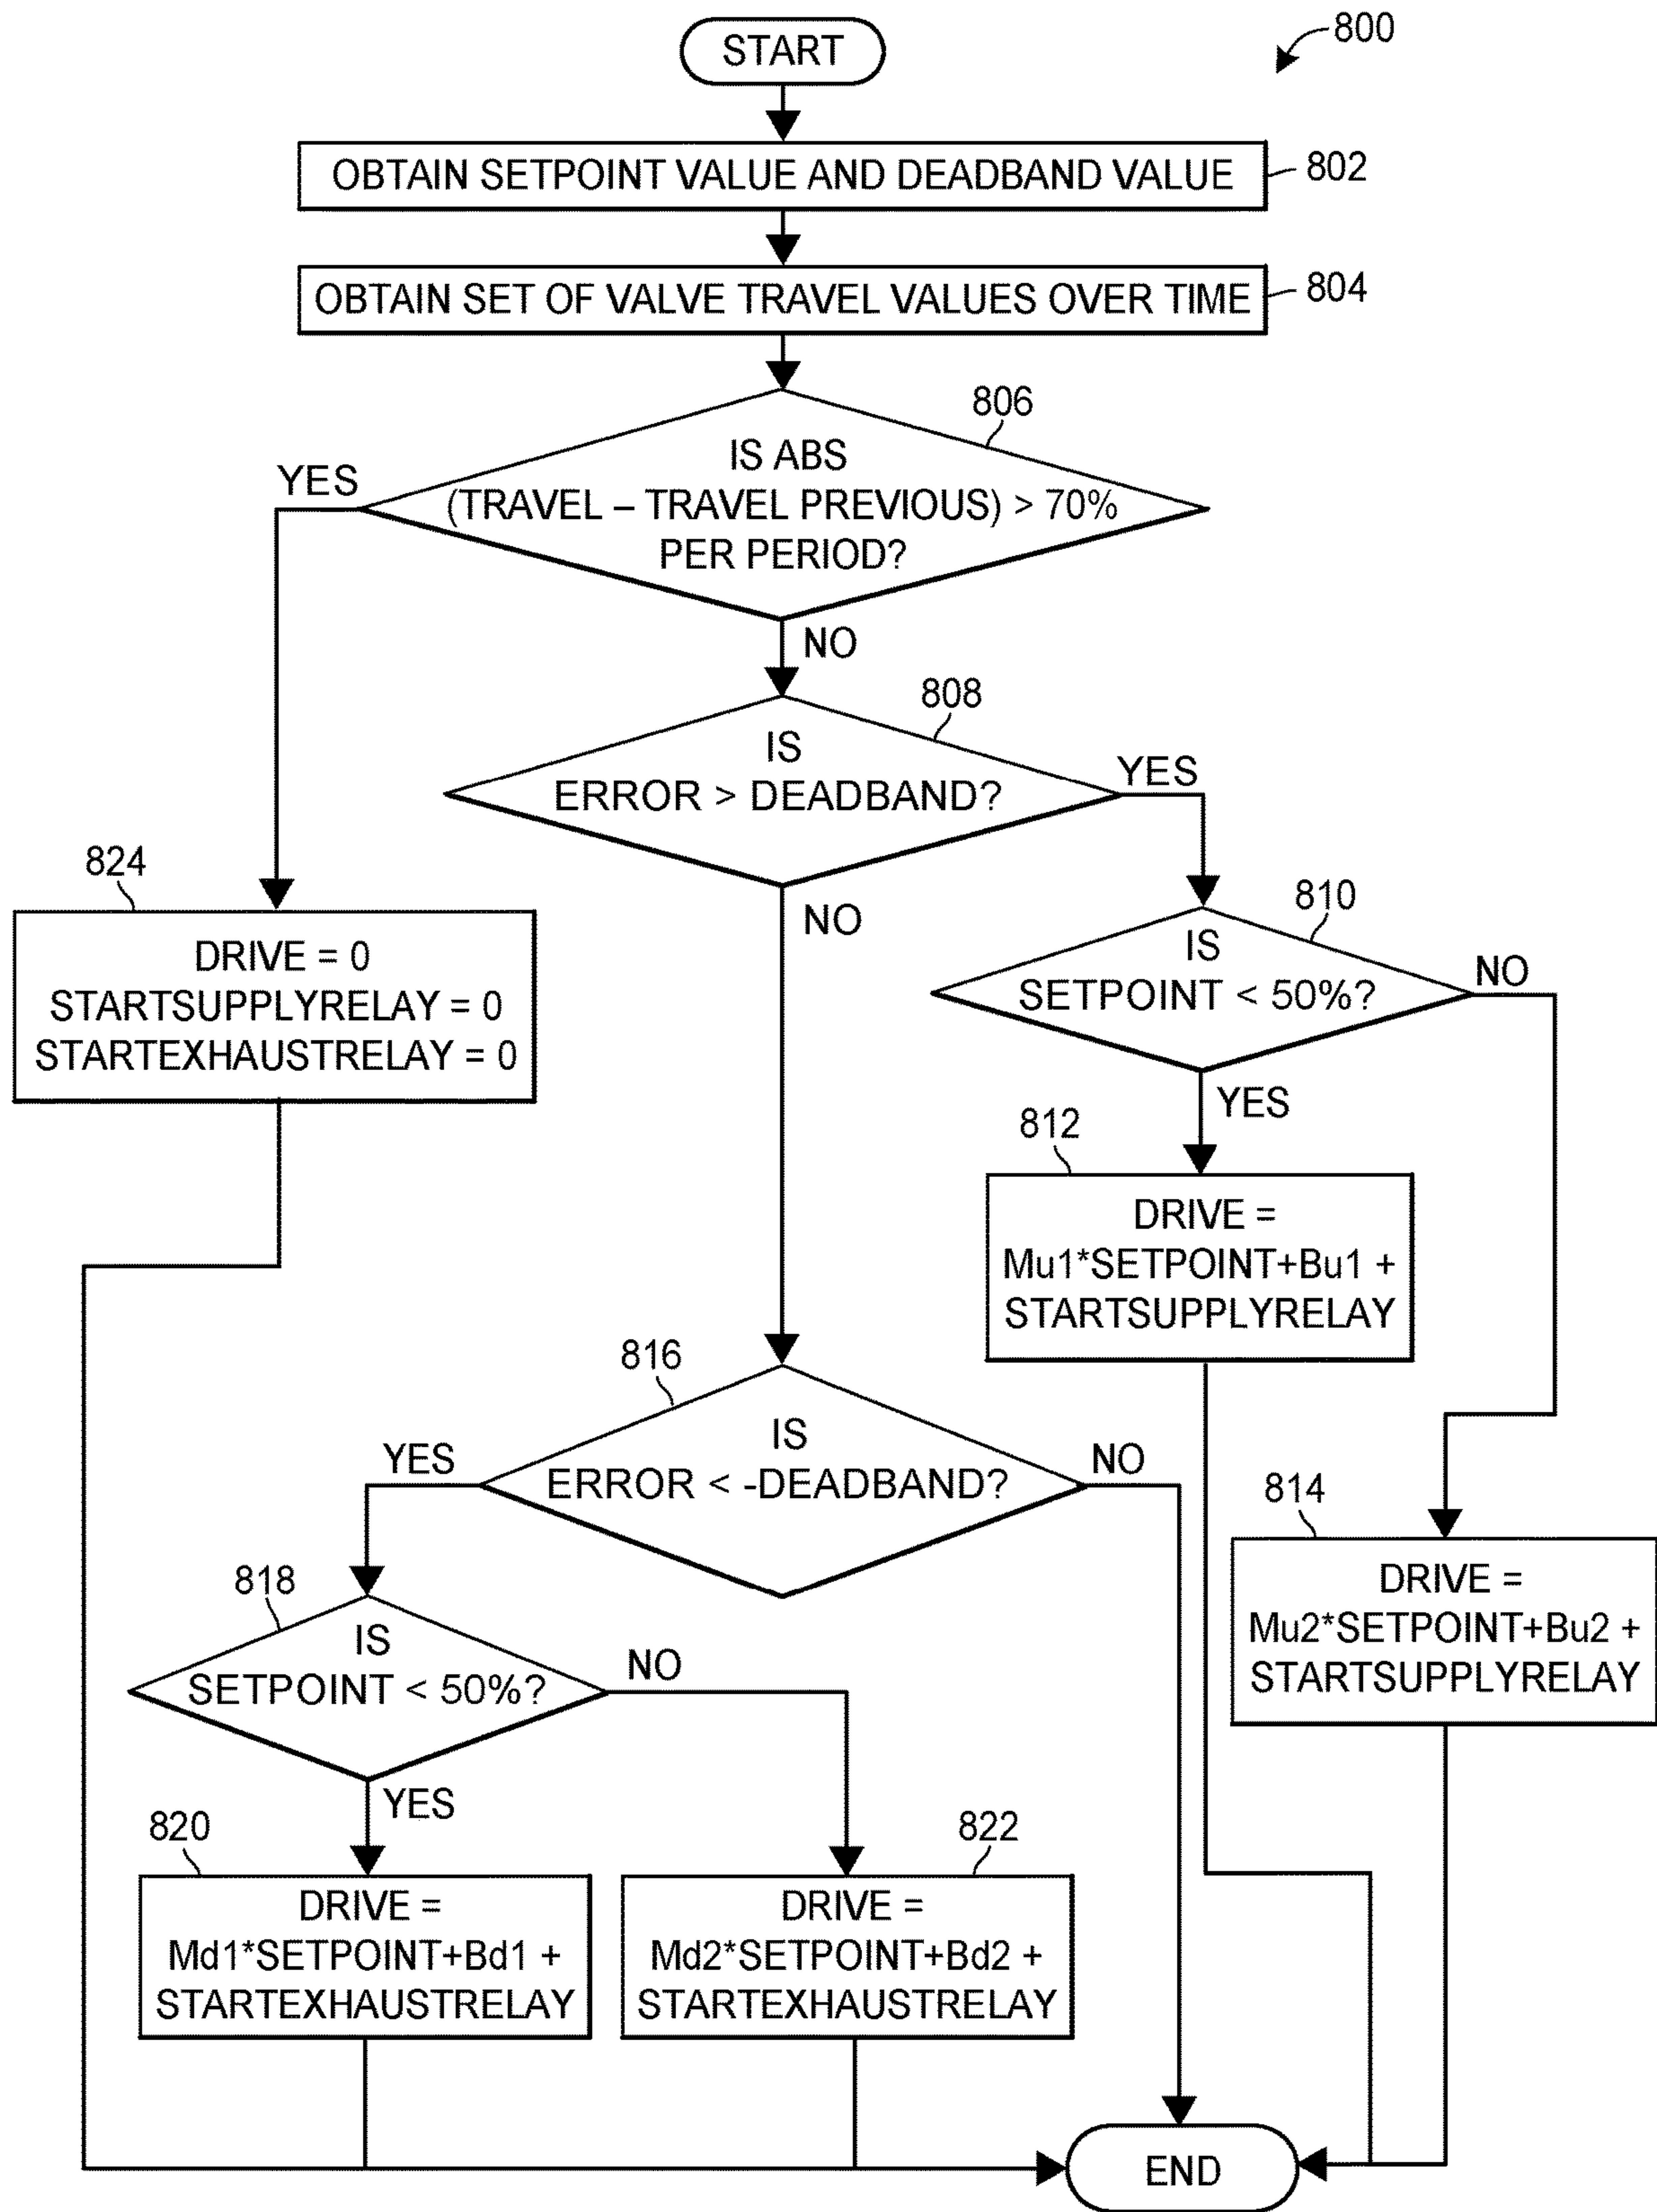 800
START
OBTAIN SETPOINT VALUE AND DEADBAND VALUE
802
OBTAIN SET OF VALVE TRAVEL VALUES OVER TIME
804
806
IS ABS
(TRAVEL – TRAVEL PREVIOUS) > 70%
PER PERIOD?
YES
NO
808
IS
ERROR > DEADBAND?
YES
NO
824
DRIVE = 0
STARTSUPPLYRELAY = 0
STARTEXHAUSTRELAY = 0
810
IS
SETPOINT < 50%?
NO
YES
812
DRIVE =
Mu1*SETPOINT+Bu1 +
STARTSUPPLYRELAY
816
IS
ERROR < -DEADBAND?
YES
NO
814
DRIVE =
Mu2*SETPOINT+Bu2 +
STARTSUPPLYRELAY
818
IS
SETPOINT < 50%?
NO
YES
820
DRIVE =
Md1*SETPOINT+Bd1 +
STARTEXHAUSTRELAY
822
DRIVE =
Md2*SETPOINT+Bd2 +
STARTEXHAUSTRELAY
END